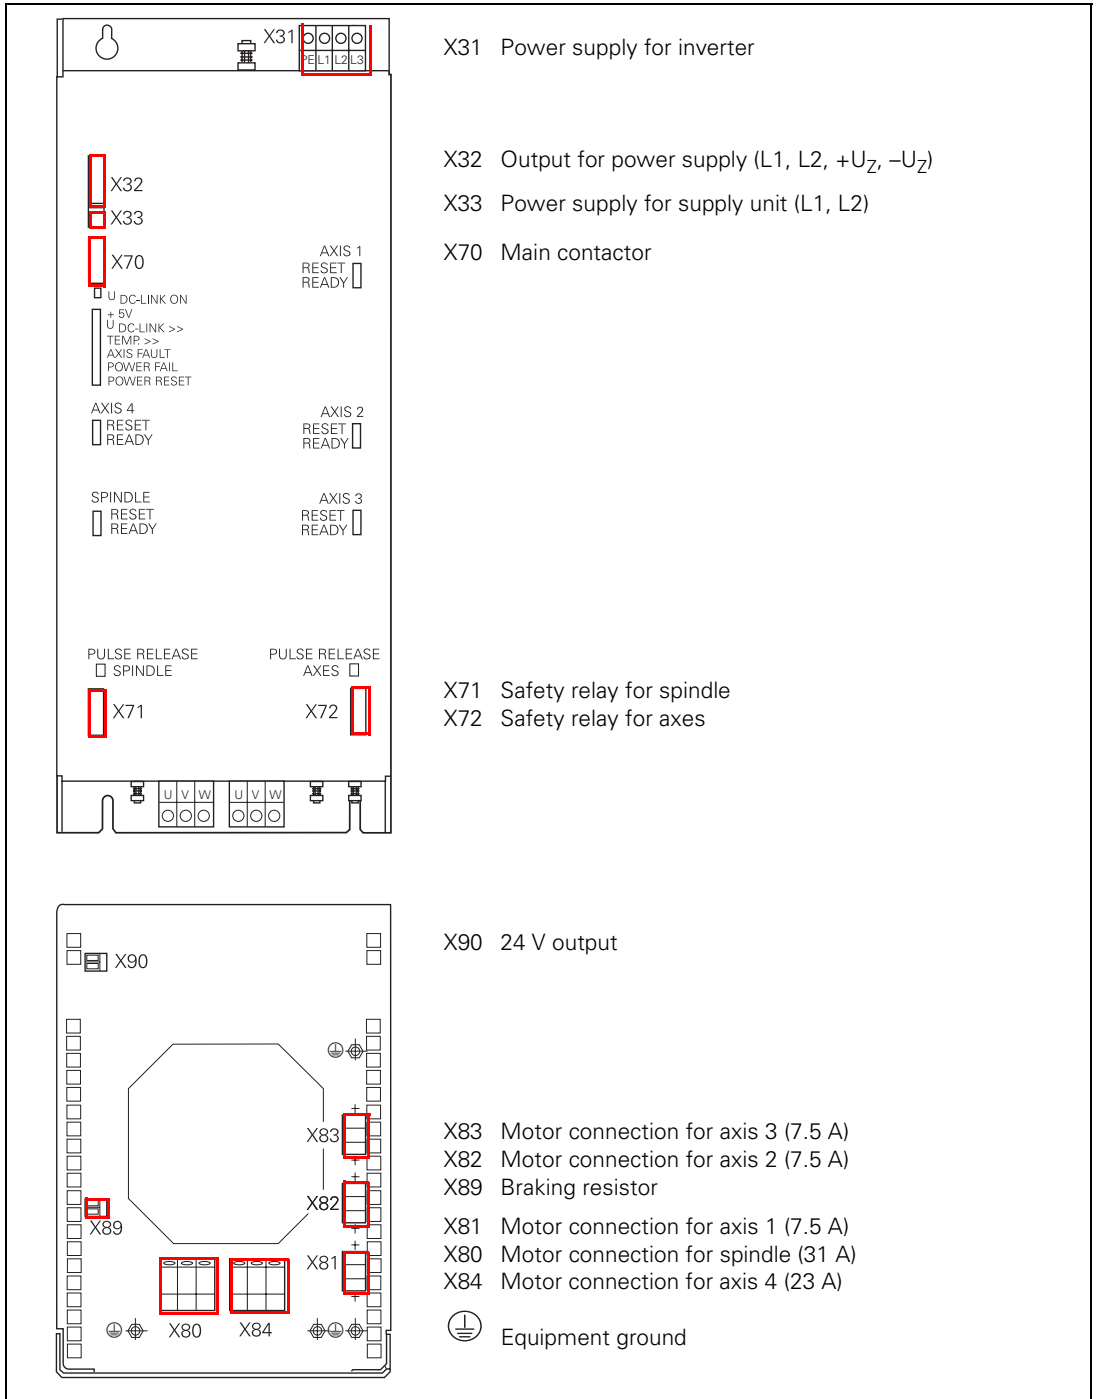 X31
PE L1 L2 L3
X31 Power supply for inverter
X32
X32 Output for power supply (L1, L2, +UZ, –UZ)
X33
X33 Power supply for supply unit (L1, L2)
X70
X70 Main contactor
AXIS 1
RESET
READY
U DC-LINK ON
+ 5V
U DC-LINK >>
TEMP. >>
AXIS FAULT
POWER FAIL
POWER RESET
AXIS 4
RESET
READY
AXIS 2
RESET
READY
SPINDLE
RESET
READY
AXIS 3
RESET
READY
PULSE RELEASE
SPINDLE
PULSE RELEASE
AXES
X71
X72
X71 Safety relay for spindle
X72 Safety relay for axes
U V W
U V W
X90
X90 24 V output
X83
X83 Motor connection for axis 3 (7.5 A)
X82 Motor connection for axis 2 (7.5 A)
X82
X89 Braking resistor
X89
X81 Motor connection for axis 1 (7.5 A)
X81
X80 Motor connection for spindle (31 A)
X84 Motor connection for axis 4 (23 A)
X80
X84
Equipment ground